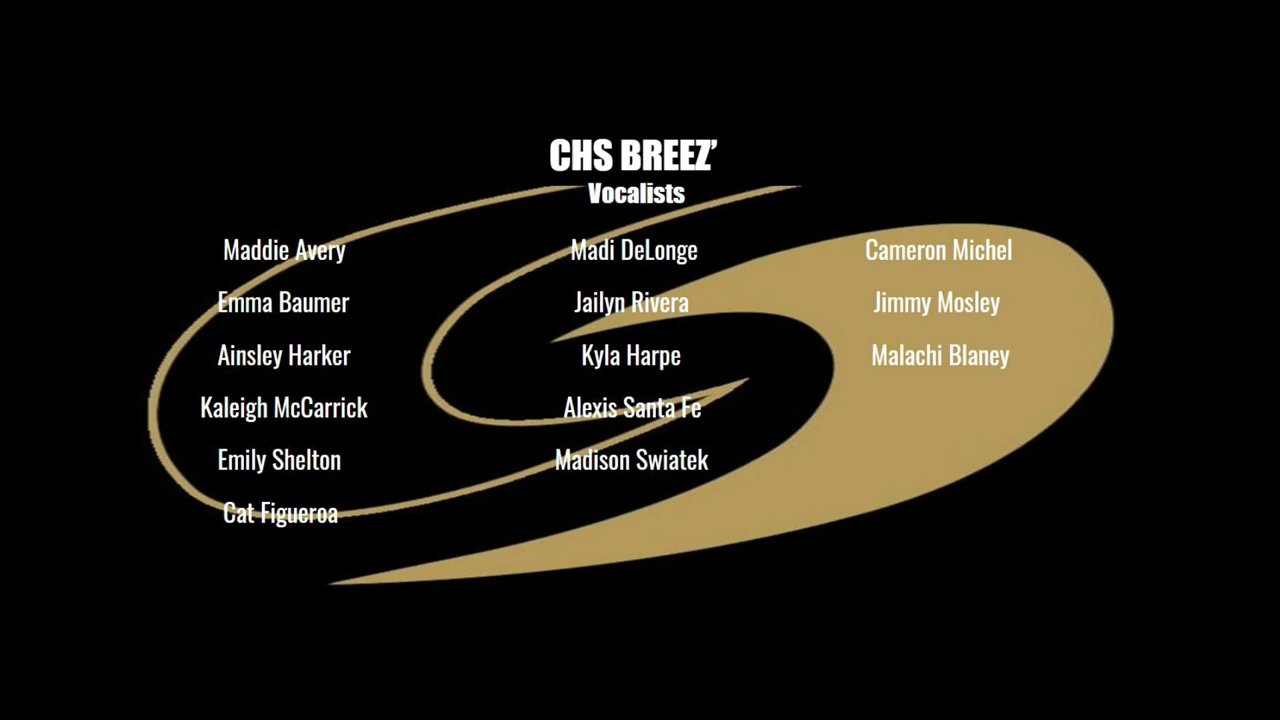 CHS BREEZ'
Vocalists
Maddie Avery
Emma Baumer
Ainsley Harker
Kaleigh McCarrick
Emily Shelton
Cat Figueroa
Madi DeLonge
Jailyn Rivera
Kyla Harpe
Alexis Santa Fe
Madison Swiatek
Cameron Michel
Jimmy Mosley
Malachi Blaney